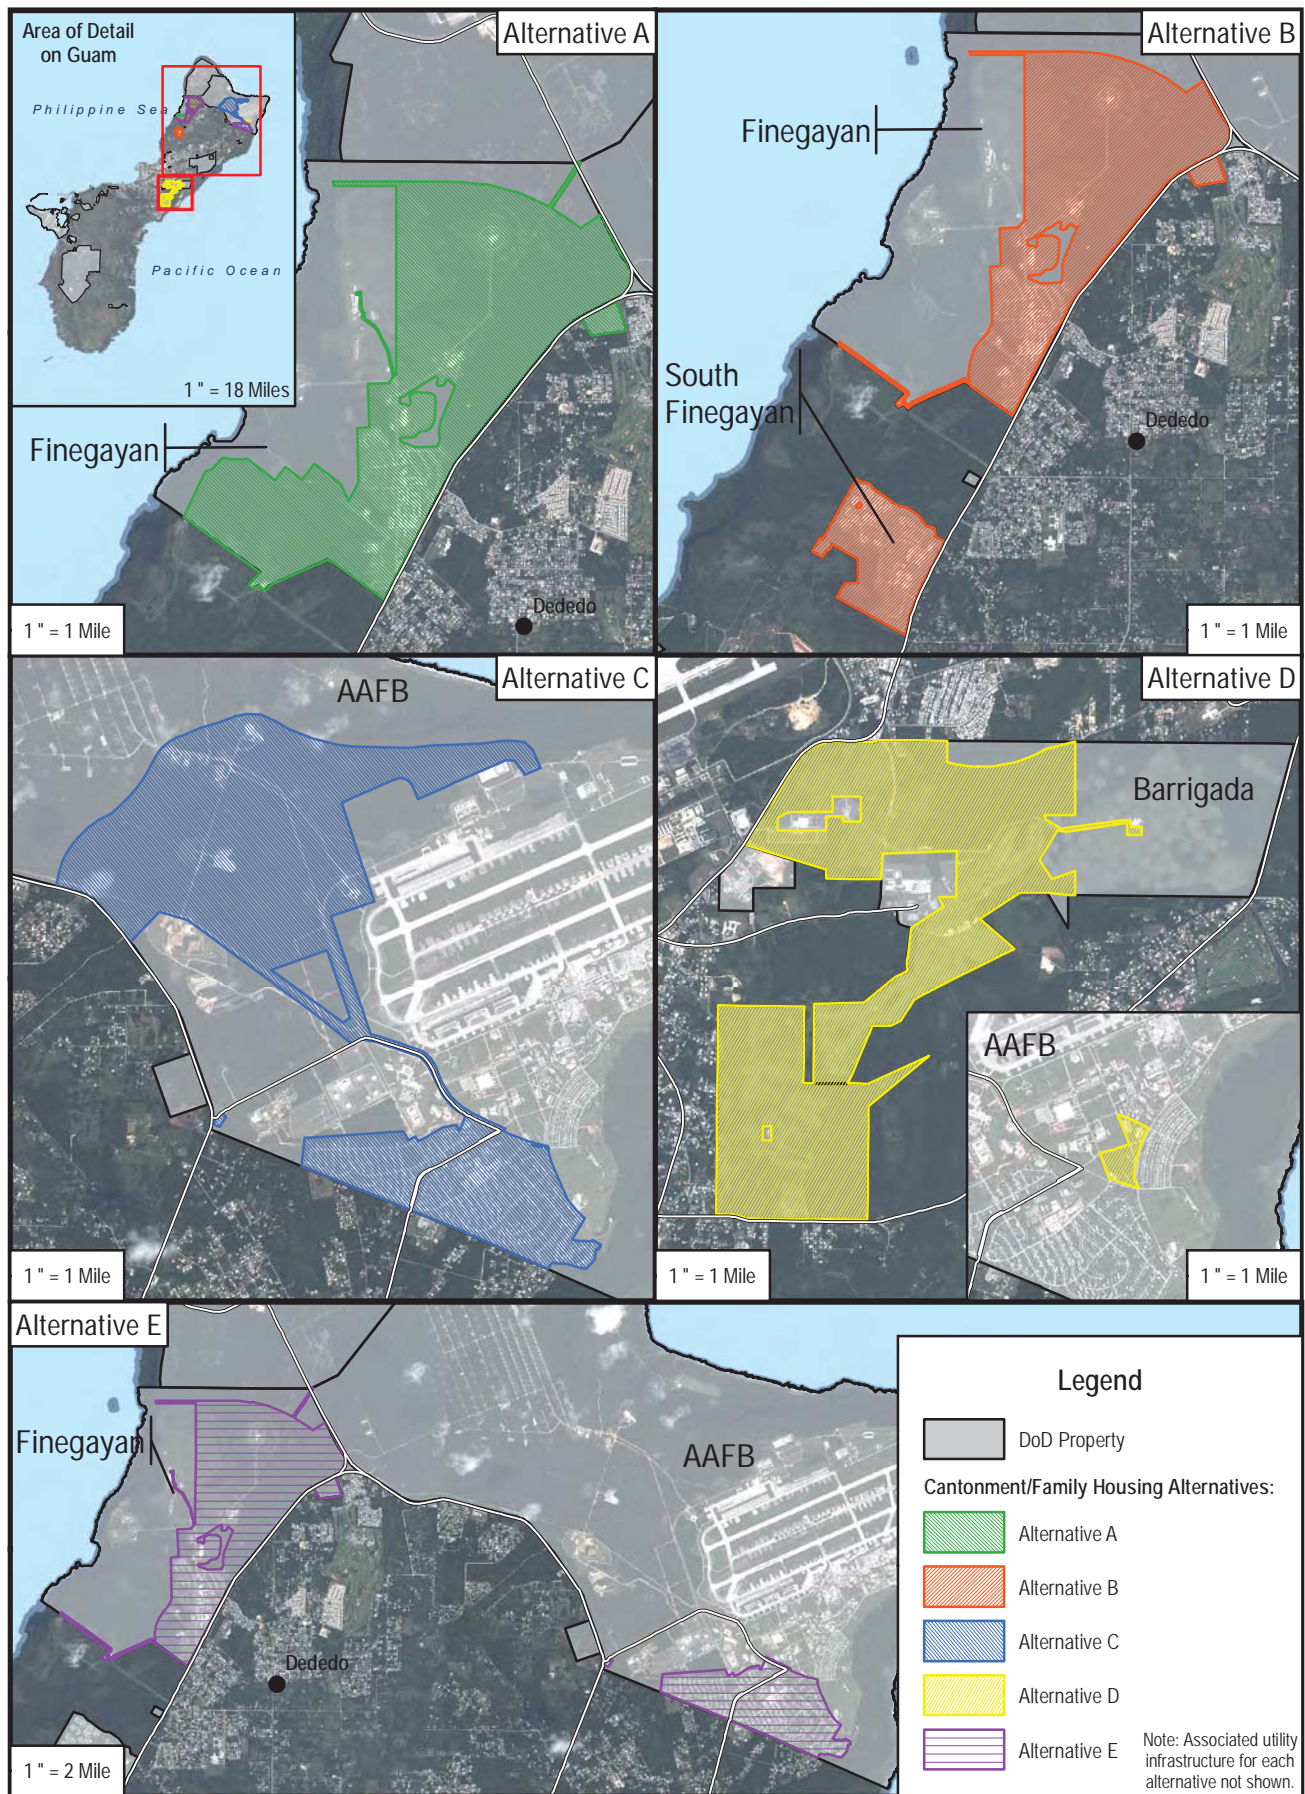 Area of Detail
on Guam
Philippine Sea
Pacific Ocean
1 " = 18 Miles
Alternative A
Finegayan
Dededo
1 " = 1 Mile
Alternative B
Finegayan
South
Finegayan
Dededo
1 " = 1 Mile
Alternative C
AAFB
1 " = 1 Mile
Alternative D
Barrigada
AAFB
1 " = 1 Mile
1 " = 1 Mile
Alternative E
Finegayan
AAFB
Dededo
1 " = 2 Mile
Legend
DoD Property
Cantonment/Family Housing Alternatives:
Alternative A
Alternative B
Alternative C
Alternative D
Alternative E
Note: Associated utility
infrastructure for each
alternative not shown.